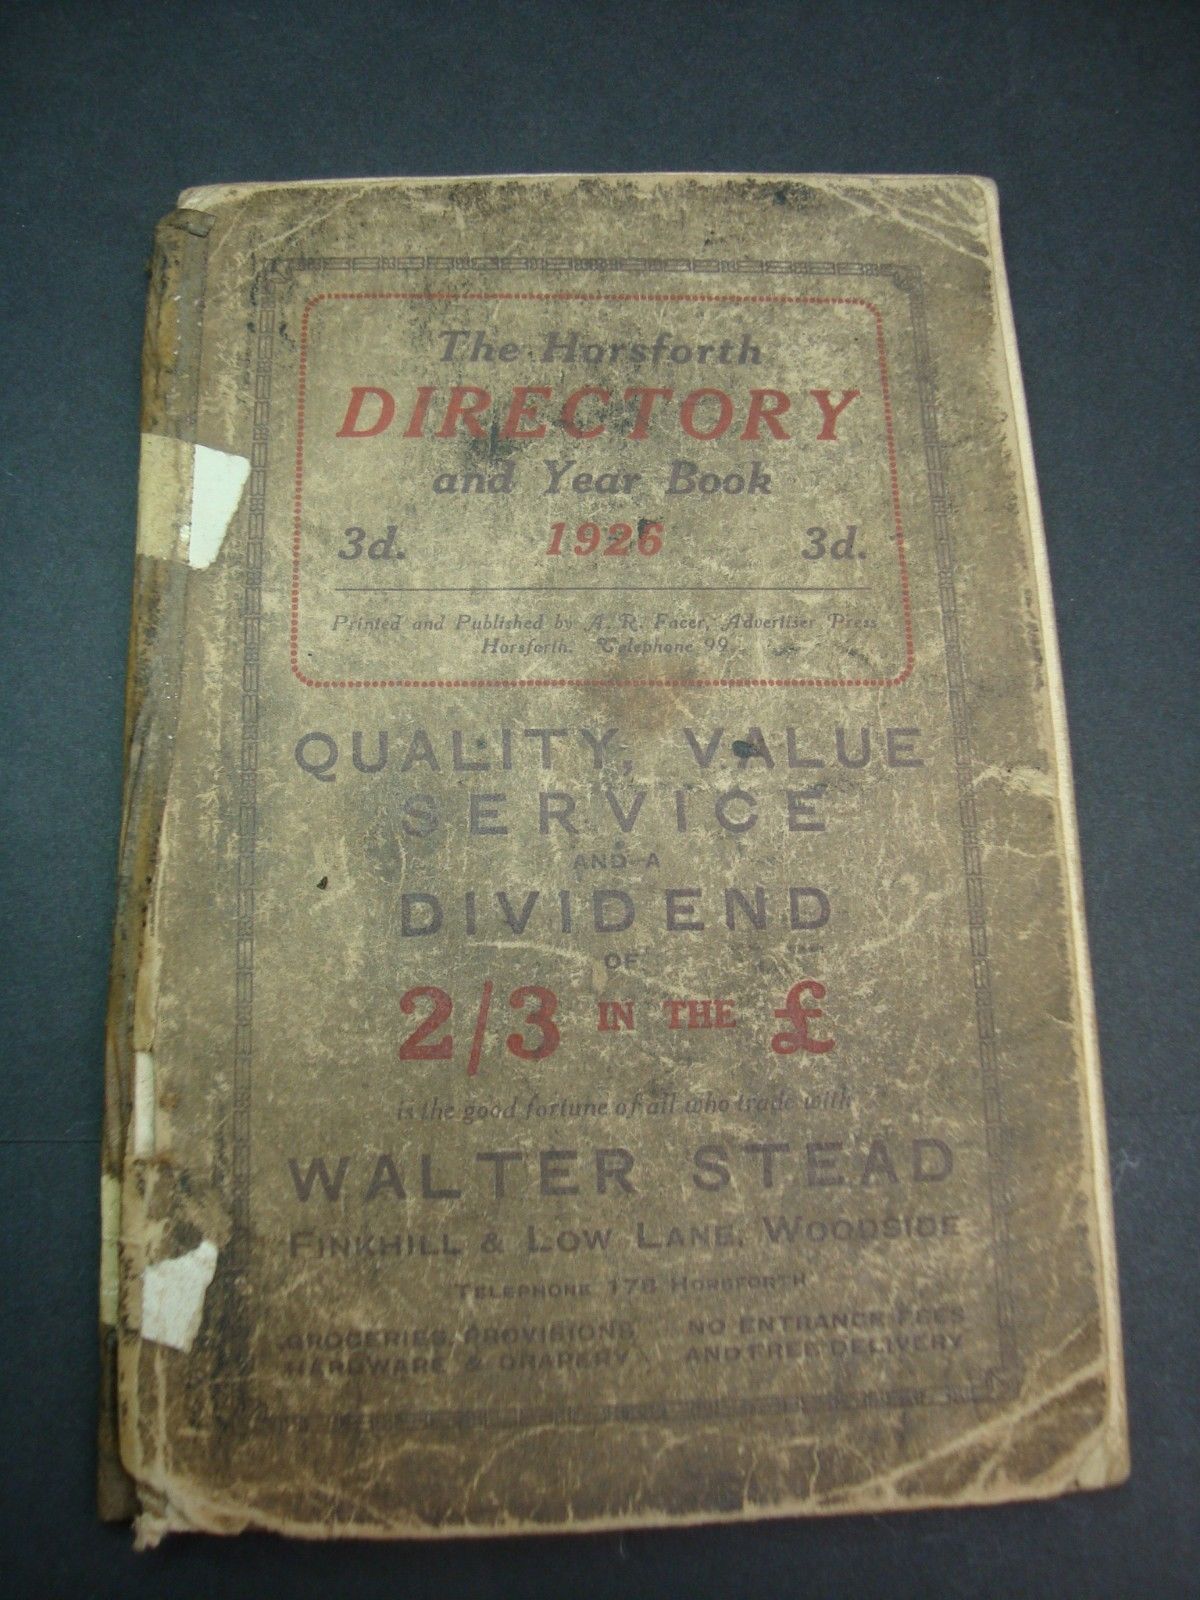 The Horsforth
DIRECTORY
and Year Book
3d. 1926 3d.
Printed and Published by A. R. Facer, Advertiser Press
Horsforth. Telephone 99.
QUALITY, VALUE
SERVICE
AND A
DIVIDEND
OF
2/3 IN THE £
is the good fortune of all who trade with
WALTER STEAD
FINKHILL & LOW LANE, WOODSIDE
TELEPHONE 178 HORSFORTH
GROCERIES, PROVISIONS NO ENTRANCE FEES
HARDWARE & DRAPERY AND FREE DELIVERY